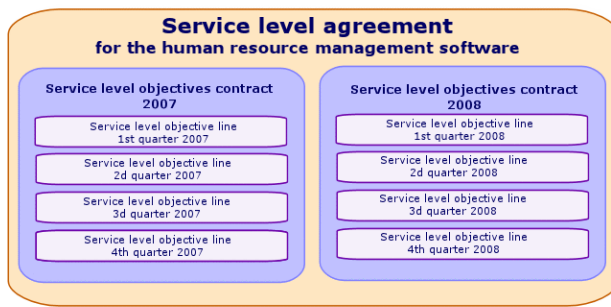 Service level agreement
for the human resource management software
Service level objectives contract
2007
Service level objective line
1st quarter 2007
Service level objective line
2d quarter 2007
Service level objective line
3d quarter 2007
Service level objective line
4th quarter 2007
Service level objectives contract
2008
Service level objective line
1st quarter 2008
Service level objective line
2d quarter 2008
Service level objective line
3d quarter 2008
Service level objective line
4th quarter 2008